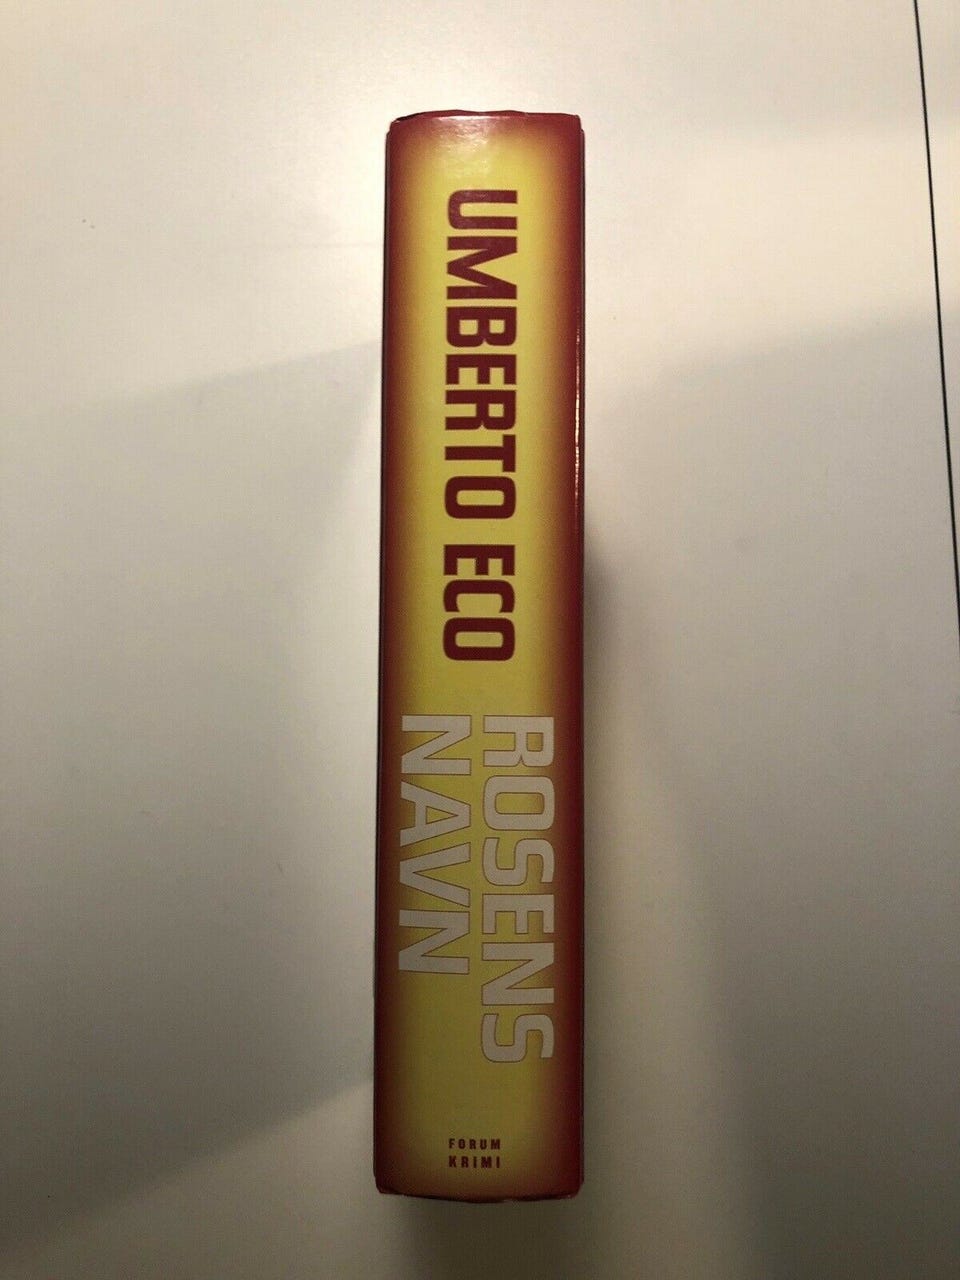 UMBERTO ECO
ROSENS
NAVN
FORUM
KRIMI